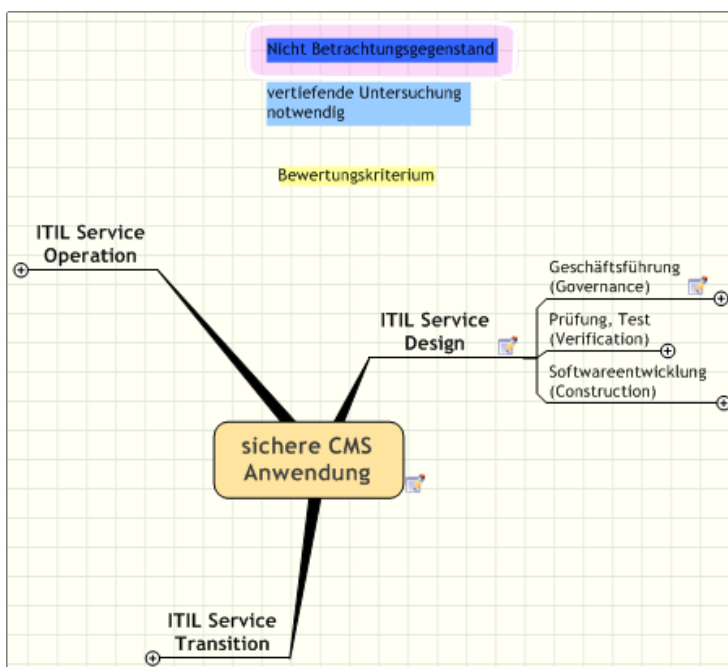 Nicht Betrachtungsgegenstand
vertiefende Untersuchung
notwendig
Bewertungskriterium
ITIL Service
Operation
Geschäftsführung
(Governance)
ITIL Service
Design
Prüfung, Test
(Verification)
Softwareentwicklung
(Construction)
sichere CMS
Anwendung
ITIL Service
Transition